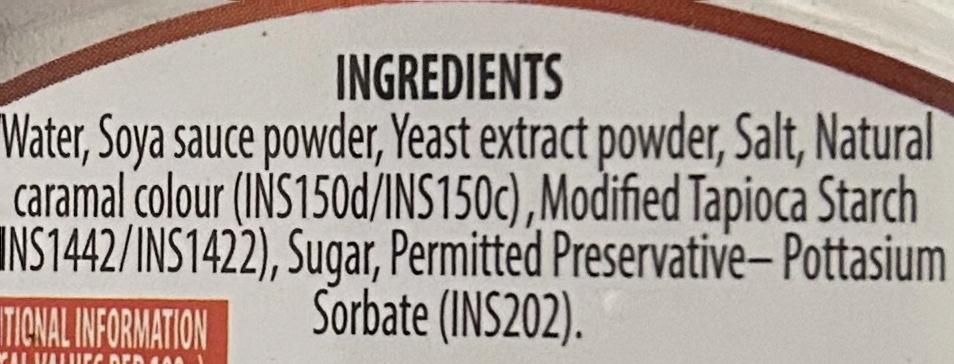 INGREDIENTS
Water, Soya sauce powder, Yeast extract powder, Salt, Natural
caramal colour (INS150d/INS150c), Modified Tapioca Starch
INS1442/INS1422), Sugar, Permitted Preservative– Pottasium
Sorbate (INS202).
ITIONAL INFORMATION